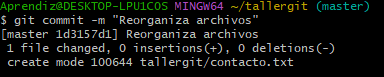 Aprendiz@DESKTOP-LPU1COS MINGW64 ~/tallergit (master)
$ git commit -m "Reorganiza archivos"
[master 1d3157d1] Reorganiza archivos
 1 file changed, 0 insertions(+), 0 deletions(-)
 create mode 100644 tallergit/contacto.txt